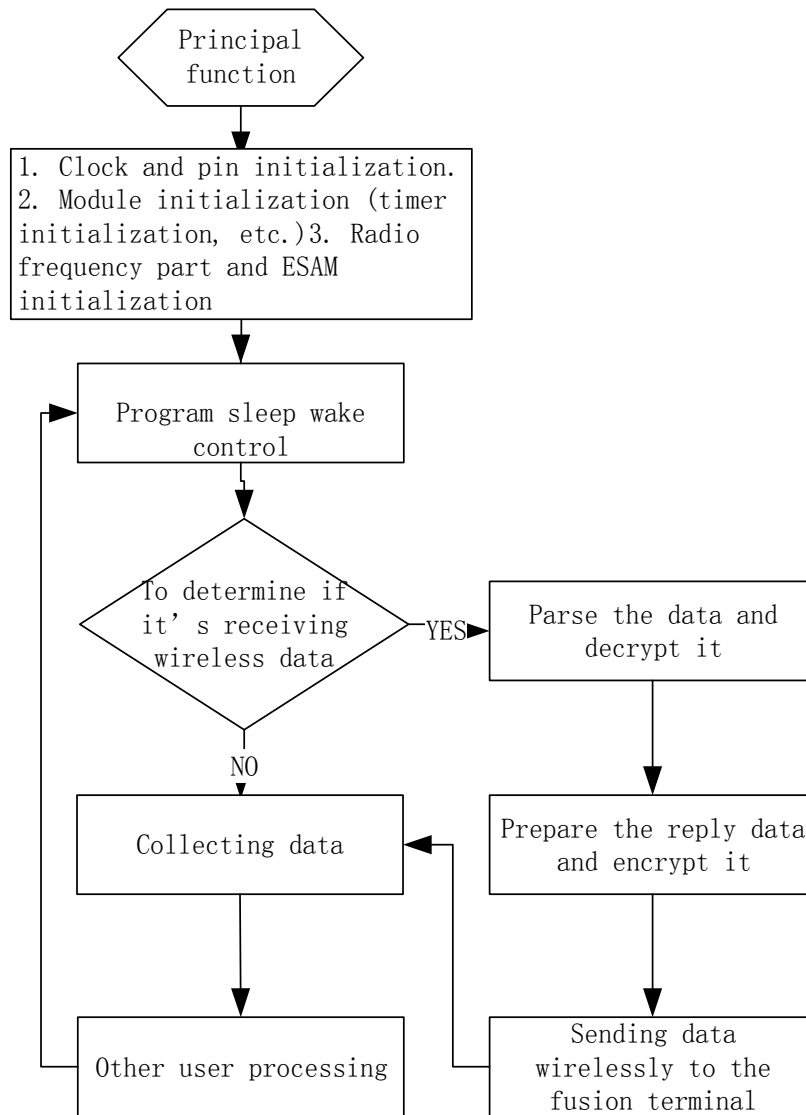 Principal
function
1. Clock and pin initialization.
2. Module initialization (timer
initialization, etc.)3. Radio
frequency part and ESAM
initialization
Program sleep wake
control
To determine if
it’s receiving
wireless data
YES
Parse the data and
decrypt it
NO
Collecting data
Prepare the reply data
and encrypt it
Other user processing
Sending data
wirelessly to the
fusion terminal